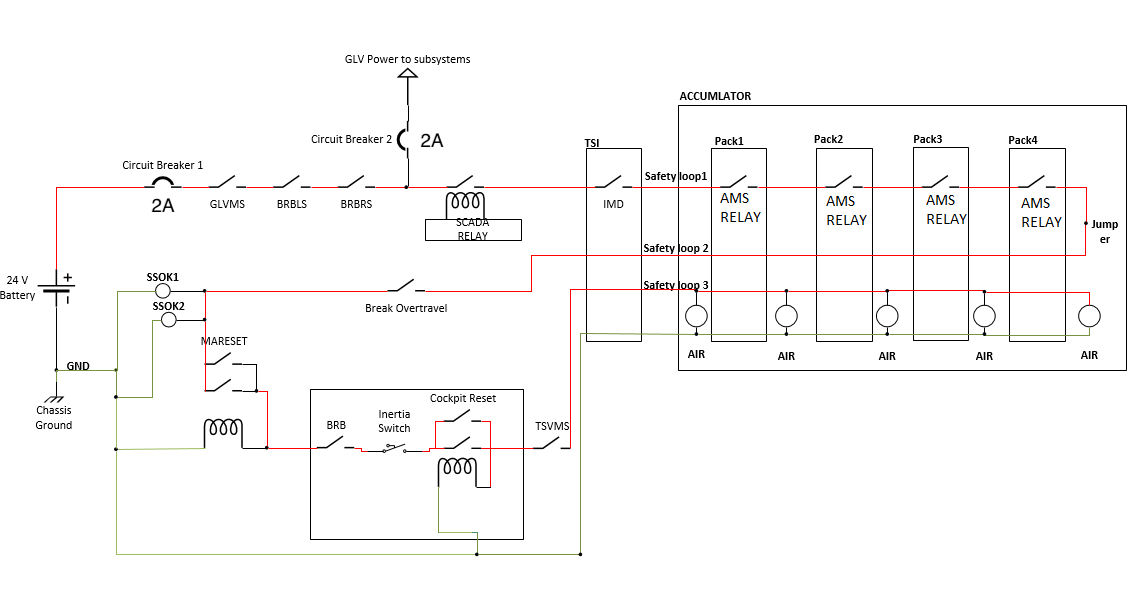 GLV Power to subsystems
Circuit Breaker 2
2A
ACCUMLATOR
TSI
Pack1
Pack2
Pack3
Pack4
Circuit Breaker 1
2A
GLVMS
BRBLS
BRBRS
SCADA
RELAY
IMD
Safety loop1
AMS
RELAY
AMS
RELAY
AMS
RELAY
AMS
RELAY
Jump
er
Safety loop 2
24 V
Battery
+
SSOK1
SSOK2
Break Overtravel
Safety loop 3
MARESET
GND
AIR
AIR
AIR
AIR
AIR
Chassis
Ground
BRB
Inertia
Switch
Cockpit Reset
TSVMS